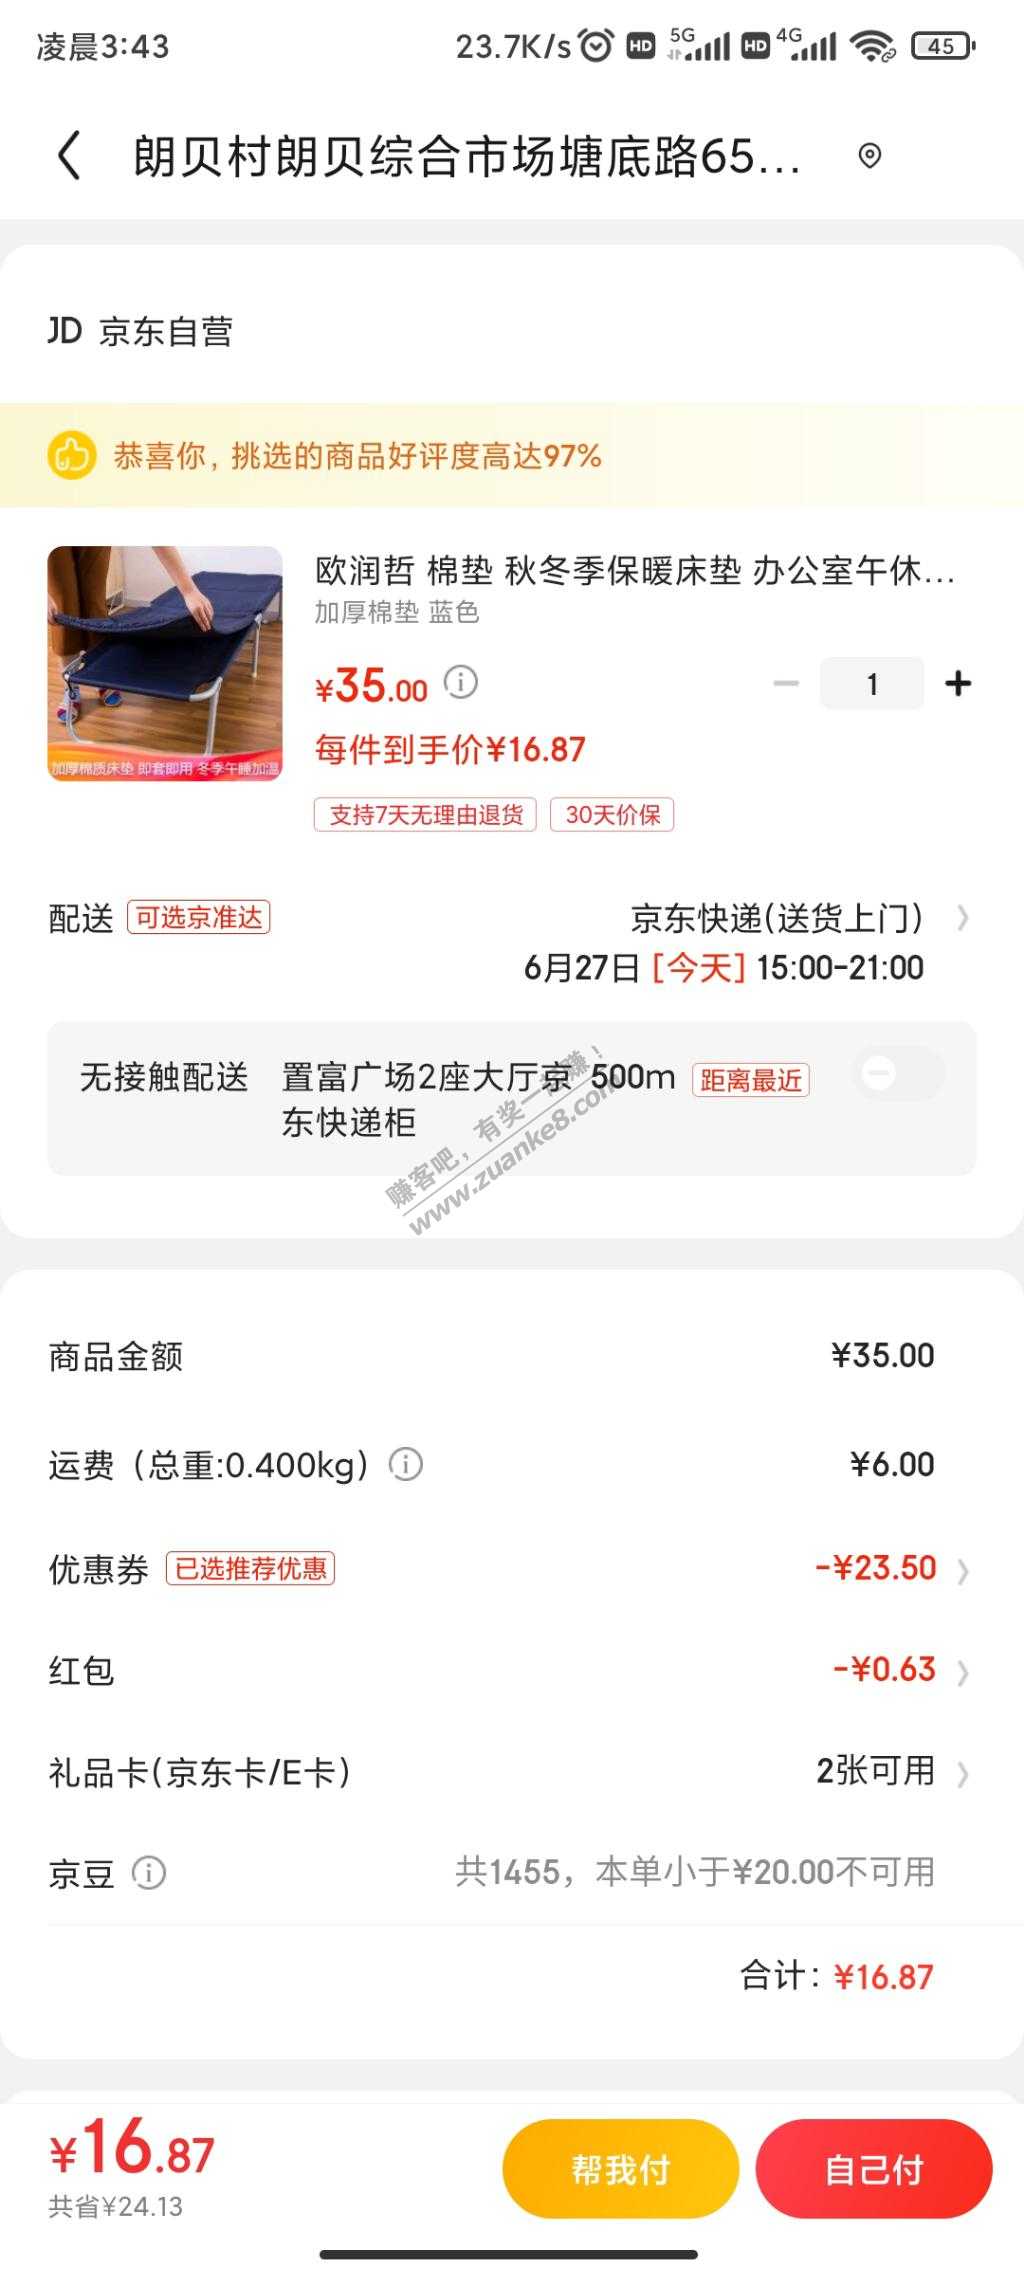 凌晨3:43
23.7K/s HD 5G HD 4G 45
朗贝村朗贝综合市场塘底路65...
JD 京东自营
恭喜你，挑选的商品好评度高达97%
欧润哲 棉垫 秋冬季保暖床垫 办公室午休...
加厚棉垫 蓝色
¥35.00
1
每件到手价¥16.87
加厚棉质床垫 即套即用 冬季午睡加温
支持7天无理由退货 30天价保
配送 可选京准达 京东快递(送货上门)
6月27日 [今天] 15:00-21:00
无接触配送 置富广场2座大厅京 500m 距离最近
东快递柜
赚客吧，有奖一起赚！
www.zuanke8.com
商品金额 ¥35.00
运费（总重:0.400kg） ¥6.00
优惠券 已选推荐优惠 -¥23.50
红包 -¥0.63
礼品卡(京东卡/E卡) 2张可用
京豆 共1455，本单小于¥20.00不可用
合计：¥16.87
¥16.87
共省¥24.13
帮我付 自己付